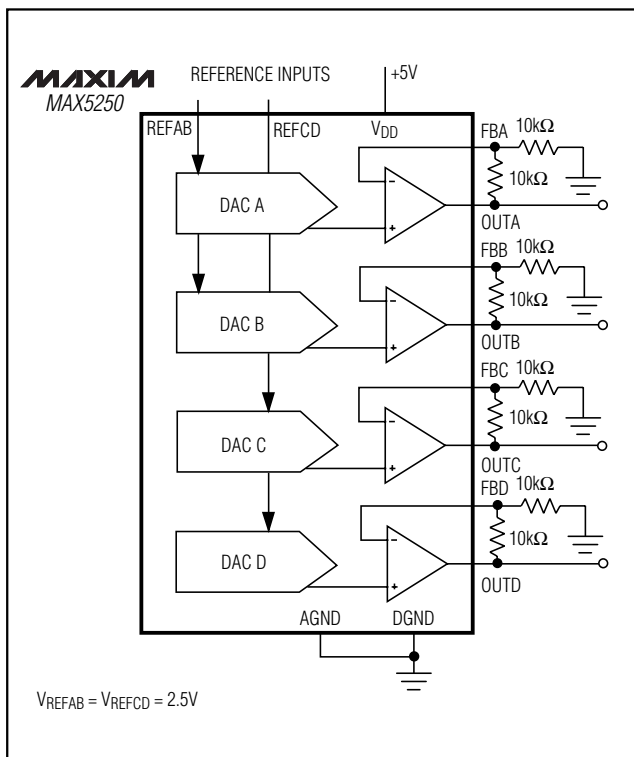 MAXIM
MAX5250
REFERENCE INPUTS
+5V
REFAB
REFCD
VDD
FBA
10kΩ
10kΩ
DAC A
OUTA
FBB
10kΩ
10kΩ
DAC B
OUTB
FBC
10kΩ
10kΩ
DAC C
OUTC
FBD
10kΩ
10kΩ
DAC D
OUTD
AGND
DGND
VREFAB = VREFCD = 2.5V